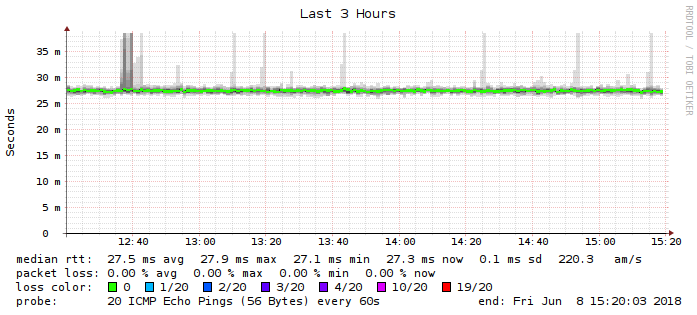 Last 3 Hours
RRDTOOL / TOBI OETIKER
Seconds
35 m
30 m
25 m
20 m
15 m
10 m
5 m
0
12:40 13:00 13:20 13:40 14:00 14:20 14:40 15:00 15:20
median rtt: 27.5 ms avg 27.9 ms max 27.1 ms min 27.3 ms now 0.1 ms sd 220.3 am/s
packet loss: 0.00 % avg 0.00 % max 0.00 % min 0.00 % now
loss color: 0 1/20 2/20 3/20 4/20 10/20 19/20
probe: 20 ICMP Echo Pings (56 Bytes) every 60s end: Fri Jun 8 15:20:03 2018